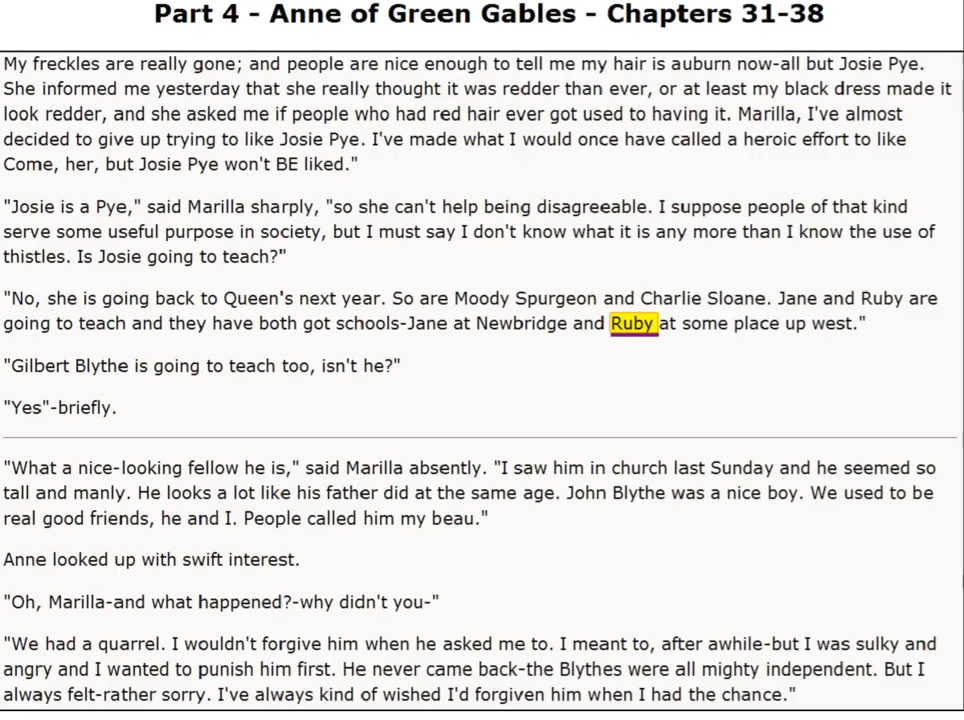 Part 4 - Anne of Green Gables - Chapters 31-38
My freckles are really gone; and people are nice enough to tell me my hair is auburn now-all but Josie Pye.
She informed me yesterday that she really thought it was redder than ever, or at least my black dress made it
look redder, and she asked me if people who had red hair ever got used to having it. Marilla, I've almost
decided to give up trying to like Josie Pye. I've made what I would once have called a heroic effort to like
Come, her, but Josie Pye won't BE liked."
"Josie is a Pye," said Marilla sharply, "so she can't help being disagreeable. I suppose people of that kind
serve some useful purpose in society, but I must say I don't know what it is any more than I know the use of
thistles. Is Josie going to teach?"
"No, she is going back to Queen's next year. So are Moody Spurgeon and Charlie Sloane. Jane and Ruby are
going to teach and they have both got schools-Jane at Newbridge and Ruby at some place up west."
"Gilbert Blythe is going to teach too, isn't he?"
"Yes"-briefly.
"What a nice-looking fellow he is," said Marilla absently. "I saw him in church last Sunday and he seemed so
tall and manly. He looks a lot like his father did at the same age. John Blythe was a nice boy. We used to be
real good friends, he and I. People called him my beau."
Anne looked up with swift interest.
"Oh, Marilla-and what happened?-why didn't you-"
"We had a quarrel. I wouldn't forgive him when he asked me to. I meant to, after awhile-but I was sulky and
angry and I wanted to punish him first. He never came back-the Blythes were all mighty independent. But I
always felt-rather sorry. I've always kind of wished I'd forgiven him when I had the chance."